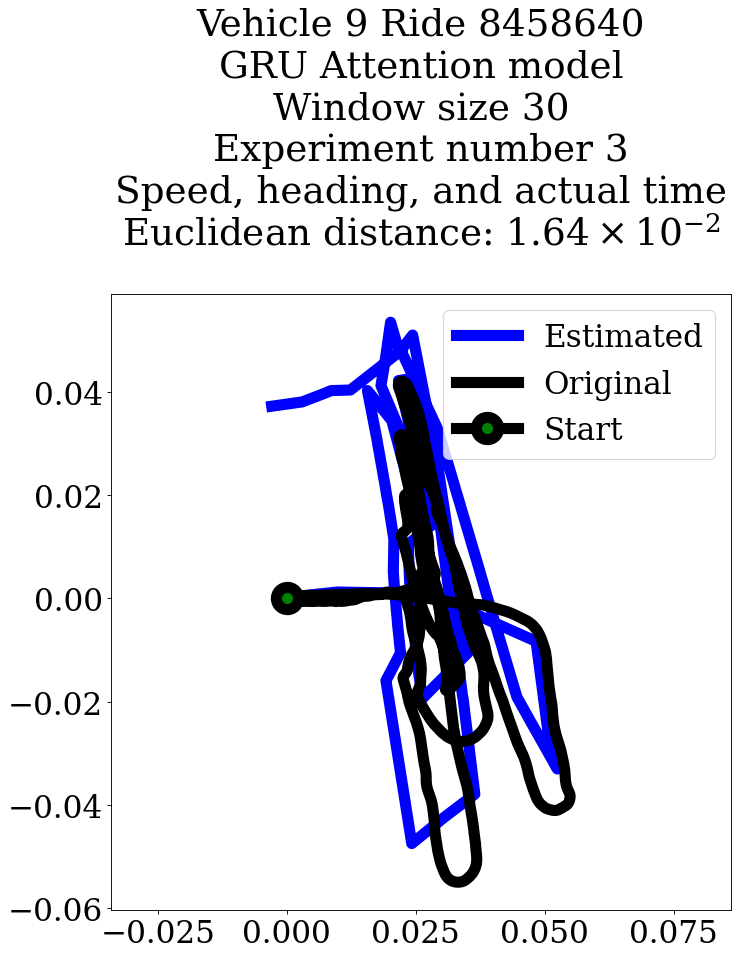 Vehicle 9 Ride 8458640
GRU Attention model
Window size 30
Experiment number 3
Speed, heading, and actual time
Euclidean distance: 1.64 × 10⁻²
Estimated
Original
Start
0.04
0.02
0.00
−0.02
−0.04
−0.06
−0.025 0.000 0.025 0.050 0.075